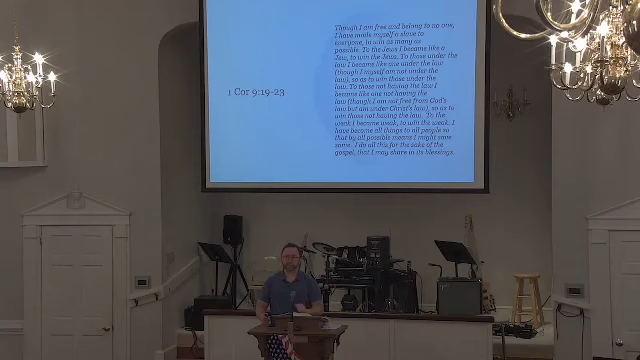 1 Cor 9:19-23
Though I am free and belong to no one,
I have made myself a slave to
everyone, to win as many as
possible. To the Jews I became like a
Jew, to win the Jews. To those under the
law I became like one under the
law (though I myself am not under the
law), so as to win those under the
law. To those not having the law I
became like one not having the
law (though I am not free from God's
law but am under Christ's law), so as to
win those not having the law. To the
weak I became weak, to win the weak. I
have become all things to all people so
that by all possible means I might save
some. I do all this for the sake of the
gospel, that I may share in its blessings.